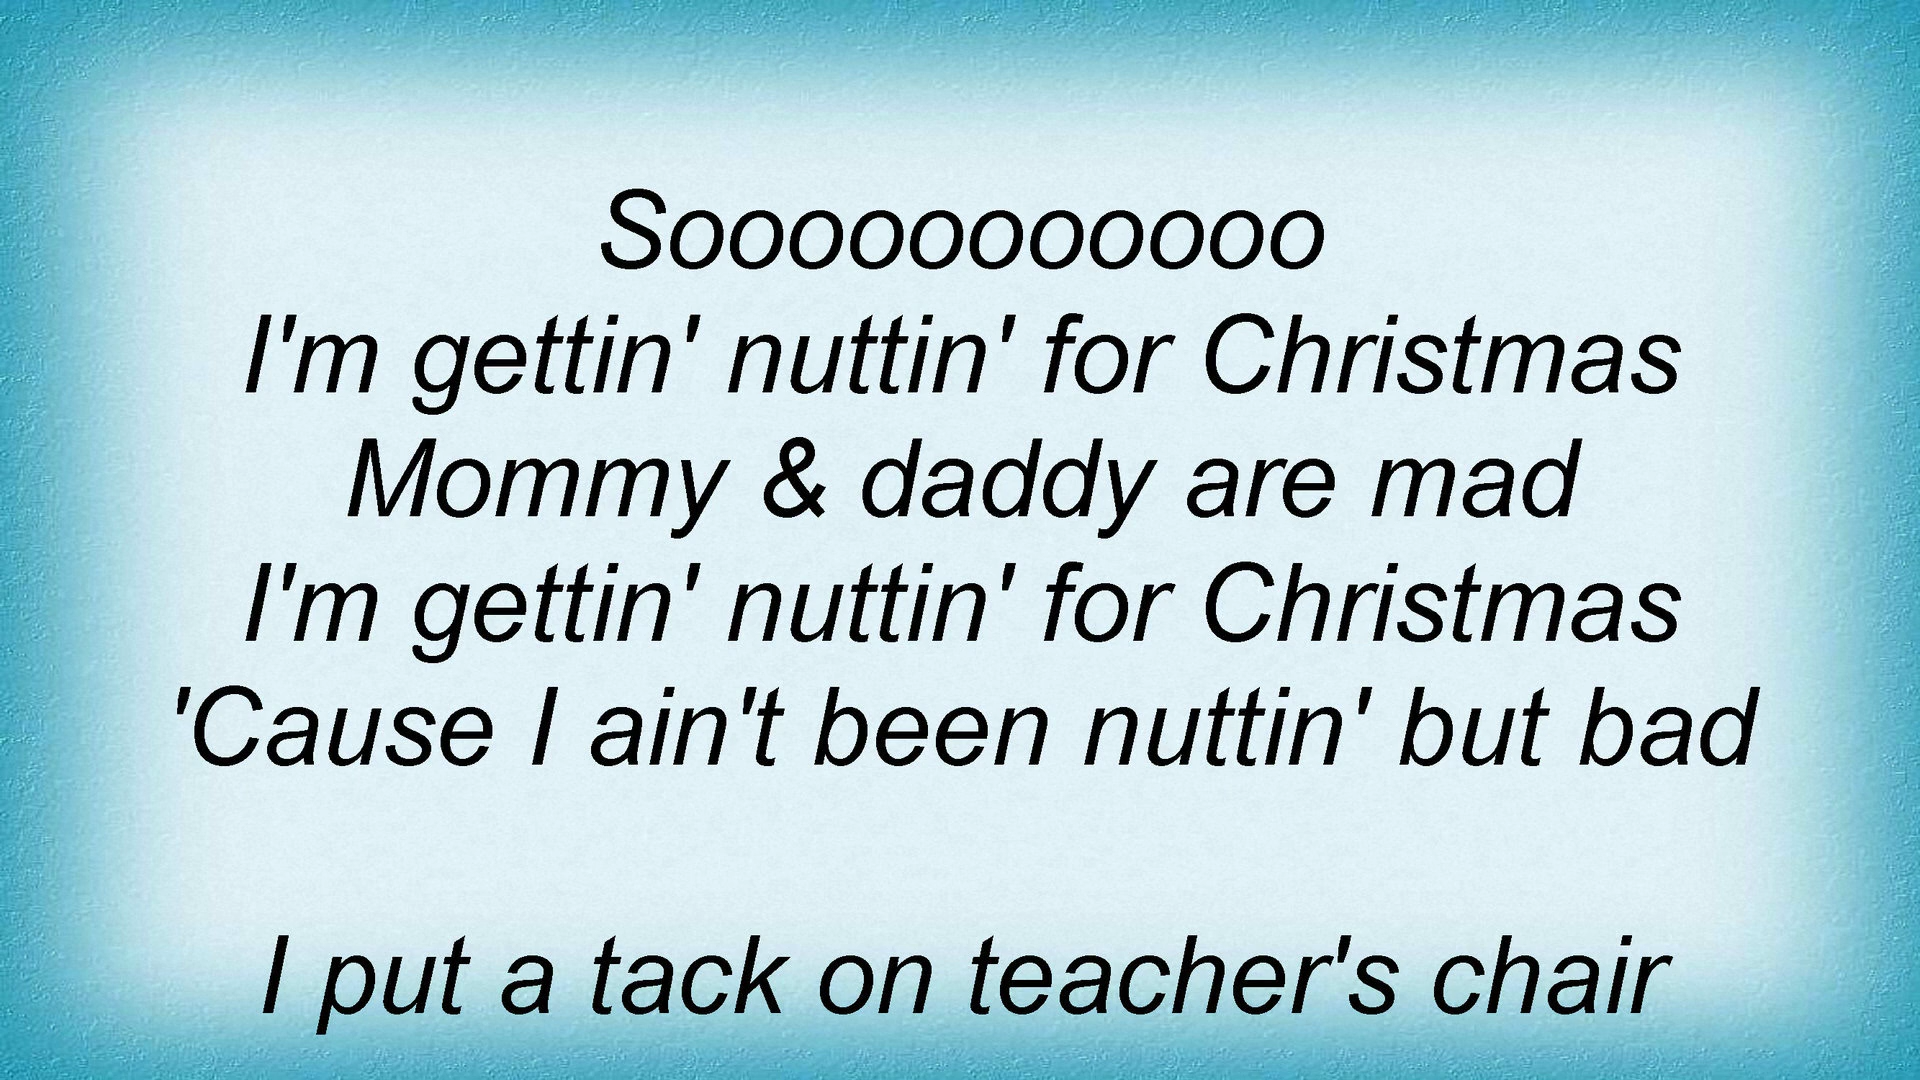 Sooooooooooo
I'm gettin' nuttin' for Christmas
Mommy & daddy are mad
I'm gettin' nuttin' for Christmas
'Cause I ain't been nuttin' but bad
I put a tack on teacher's chair